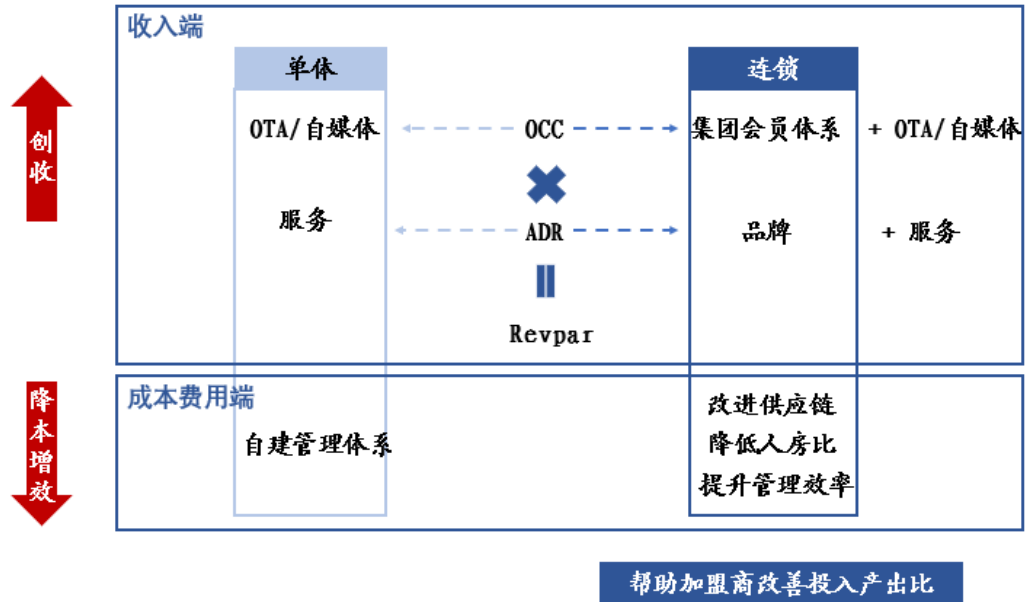 收入端
单体
连锁
创收
OTA/自媒体
OCC
集团会员体系
+ OTA/自媒体
服务
ADR
品牌
+ 服务
Revpar
成本费用端
降本增效
自建管理体系
改进供应链
降低人房比
提升管理效率
帮助加盟商改善投入产出比